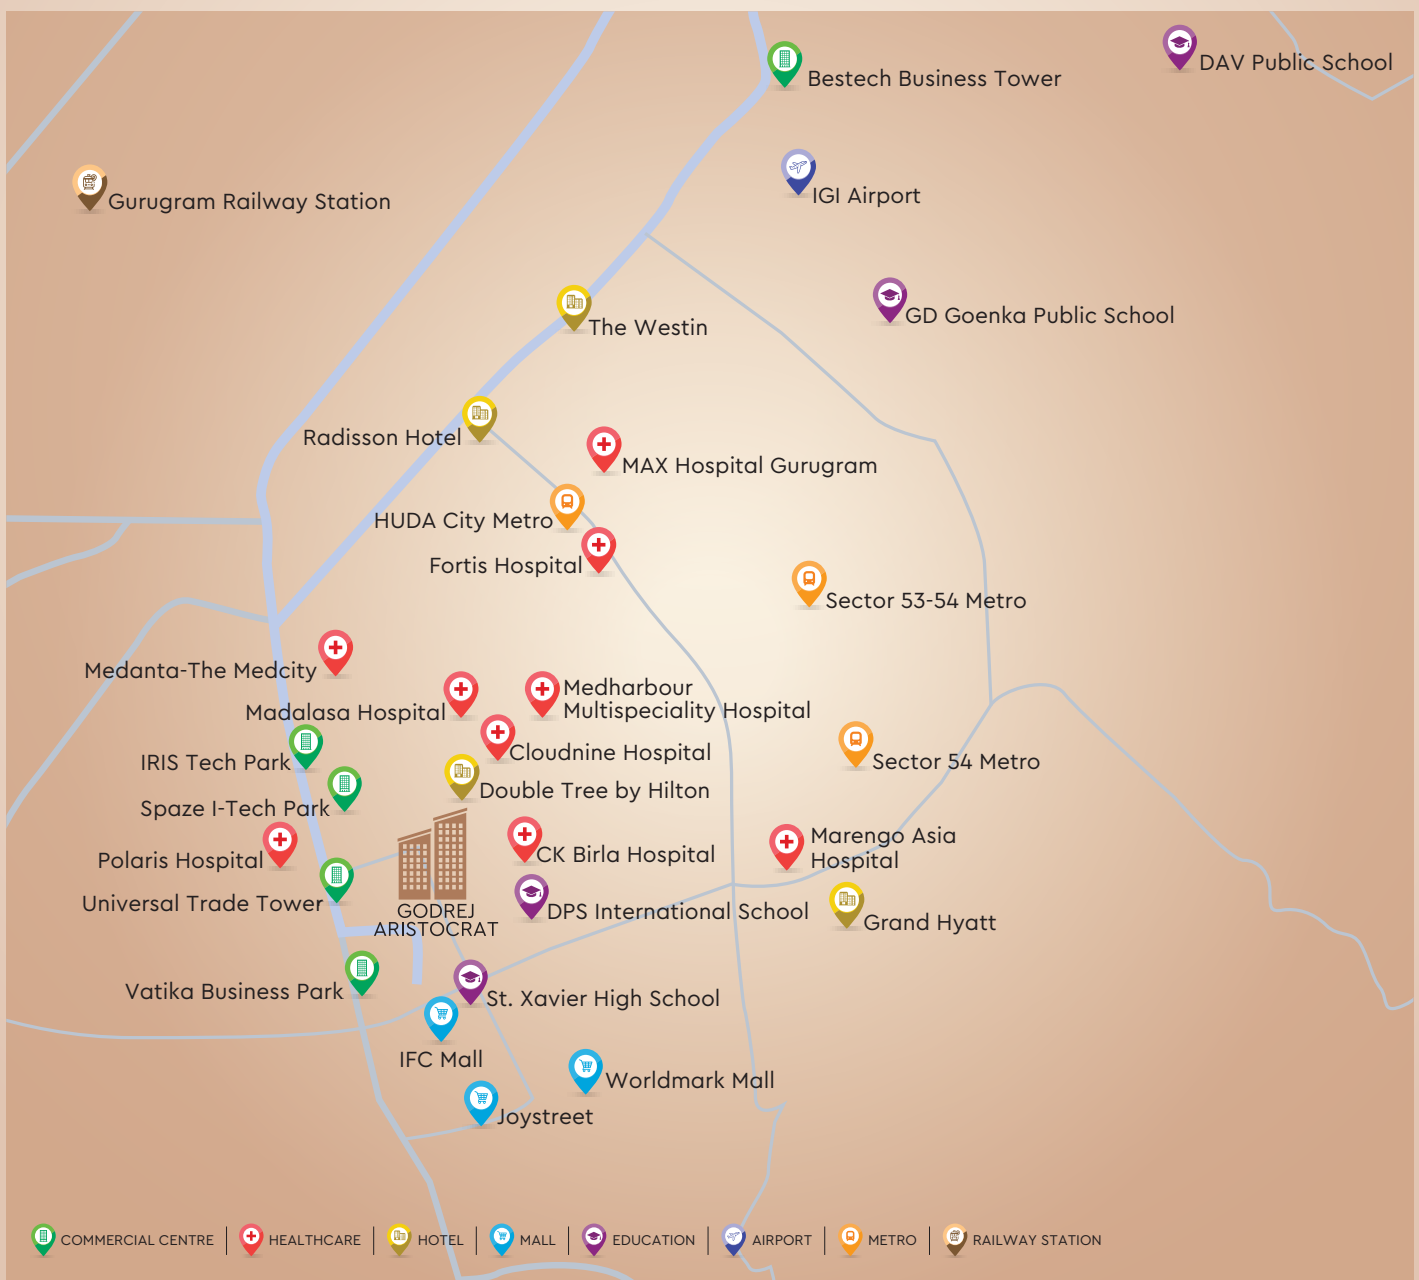 Bestech Business Tower
DAV Public School
IGI Airport
Gurugram Railway Station
GD Goenka Public School
The Westin
Radisson Hotel
MAX Hospital Gurugram
HUDA City Metro
Fortis Hospital
Sector 53-54 Metro
Medanta-The Medcity
Medharbour
Multispeciality Hospital
Madalasa Hospital
Cloudnine Hospital
IRIS Tech Park
Sector 54 Metro
Double Tree by Hilton
Spaze I-Tech Park
Marengo Asia
Hospital
Polaris Hospital
CK Birla Hospital
Universal Trade Tower
GODREJ
ARISTOCRAT
DPS International School
Grand Hyatt
Vatika Business Park
St. Xavier High School
IFC Mall
Worldmark Mall
Joystreet
COMMERCIAL CENTRE | HEALTHCARE | HOTEL | MALL | EDUCATION | AIRPORT | METRO | RAILWAY STATION